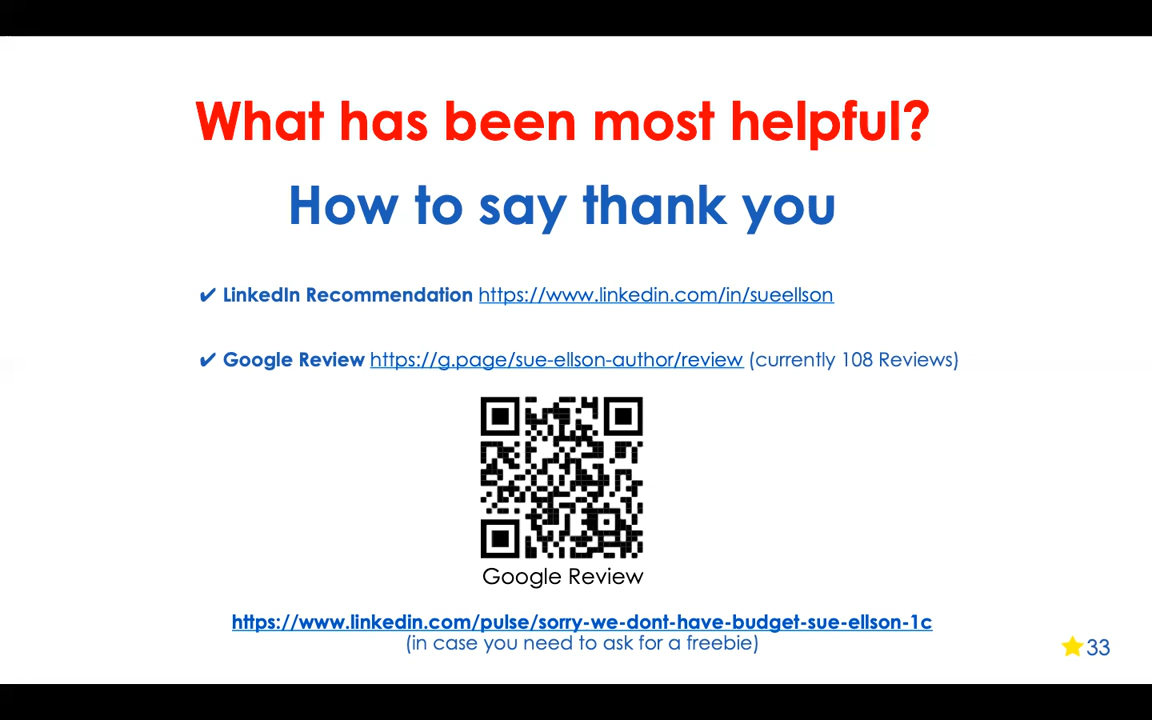 What has been most helpful?
How to say thank you
✔ LinkedIn Recommendation https://www.linkedin.com/in/sueellson
✔ Google Review https://g.page/sue-ellson-author/review (currently 108 Reviews)
Google Review
https://www.linkedin.com/pulse/sorry-we-dont-have-budget-sue-ellson-1c
(in case you need to ask for a freebie)
33